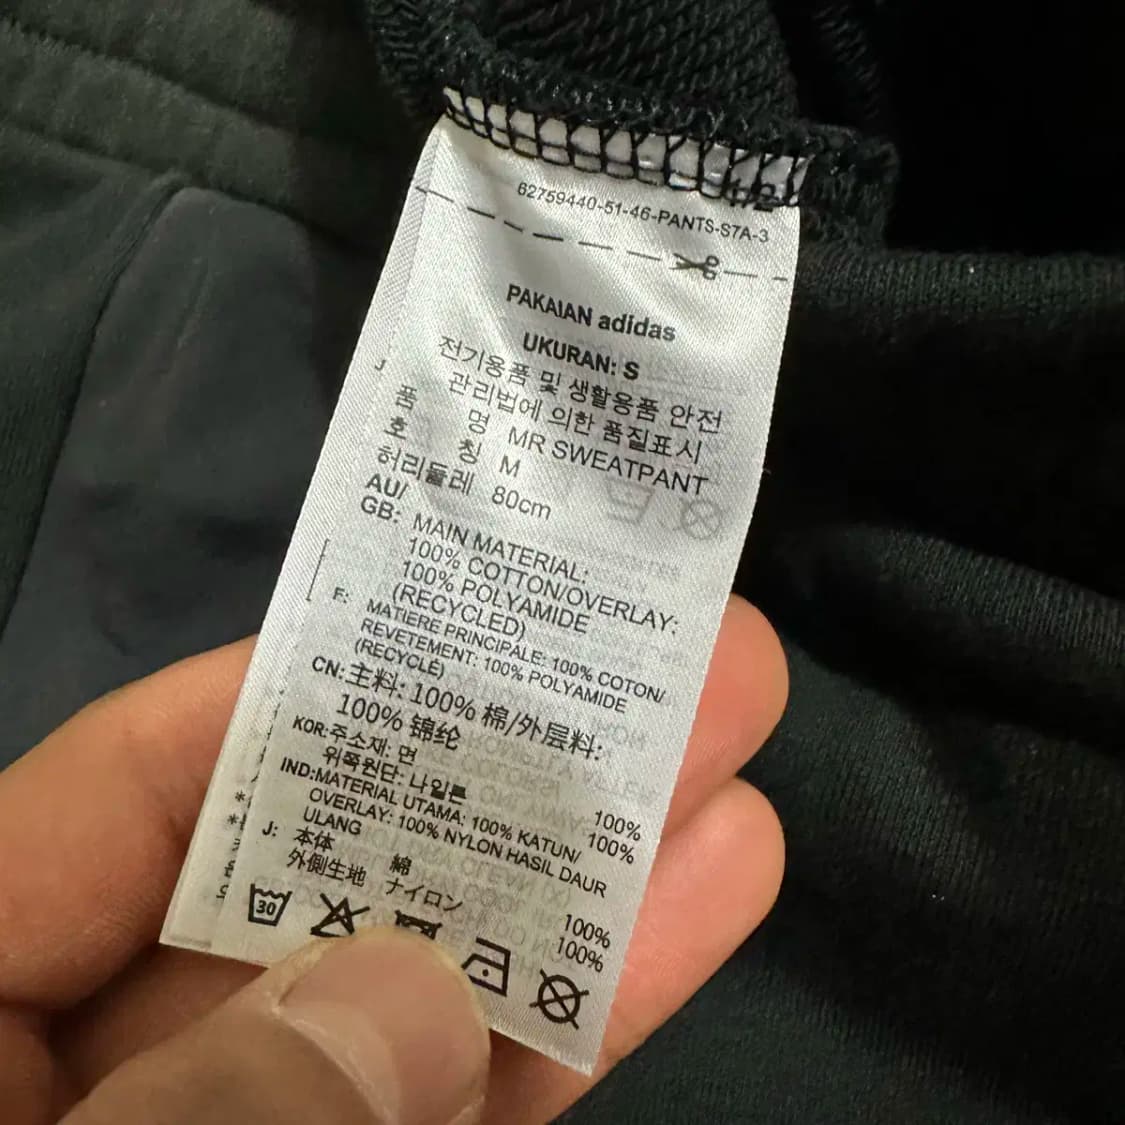 62759440-51-46-PANTS-S7A-3
PAKAIAN adidas
UKURAN: S
전기용품 및 생활용품 안전
관리법에 의한 품질표시
품 명 MR SWEATPANT
호 칭 M
허리둘레 80cm
AU/
GB: MAIN MATERIAL:
100% COTTON/OVERLAY:
100% POLYAMIDE
(RECYCLED)
F: MATIERE PRINCIPALE: 100% COTON/
REVETEMENT: 100% POLYAMIDE
(RECYCLÉ)
CN: 主料: 100% 棉/外层料:
100% 锦纶
KOR: 주소재: 면 100%
위쪽원단: 나일론 100%
IND: MATERIAL UTAMA: 100% KATUN/
OVERLAY: 100% NYLON HASIL DAUR
ULANG
J: 本体 綿 100%
外側生地 ナイロン 100%
30